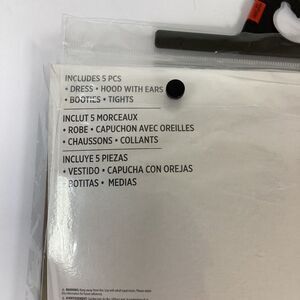 INCLUDES 5 PCS
• DRESS • HOOD WITH EARS
• BOOTIES • TIGHTS
INCLUT 5 MORCEAUX
• ROBE • CAPUCHON AVEC OREILLES
• CHAUSSONS • COLLANTS
INCLUYE 5 PIEZAS
• VESTIDO • CAPUCHA CON OREJAS
BOTITAS • MEDIAS
WARNING: